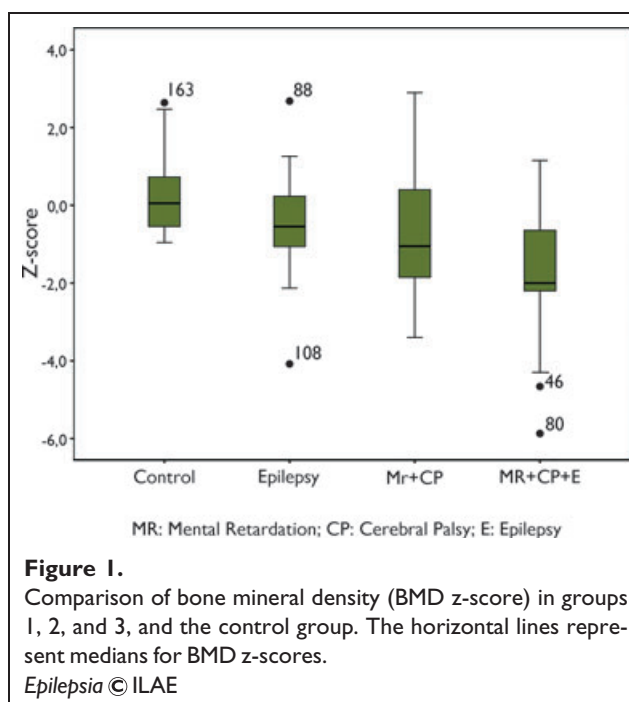 4,0
2,0
0,0
-2,0
-4,0
-6,0
Z-score
163
88
108
46
80
Control Epilepsy Mr+CP MR+CP+E
MR: Mental Retardation; CP: Cerebral Palsy; E: Epilepsy
Figure 1.
Comparison of bone mineral density (BMD z-score) in groups
1, 2, and 3, and the control group. The horizontal lines repre-
sent medians for BMD z-scores.
Epilepsia © ILAE